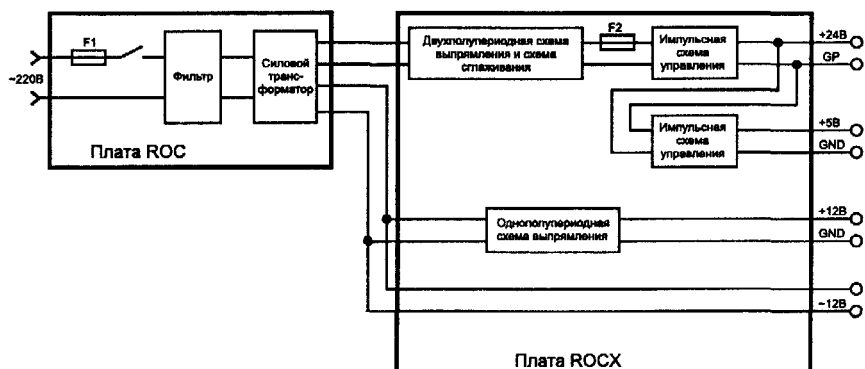 F1
~220В
Фильтр
Силовой
транс-
форматор
Плата ROC
Двухполупериодная схема
выпрямления и схема
сглаживания
F2
Импульсная
схема
управления
+24В
GP
Импульсная
схема
управления
+5В
GND
Однополупериодная
схема выпрямления
+12В
GND
~12В
Плата ROCX